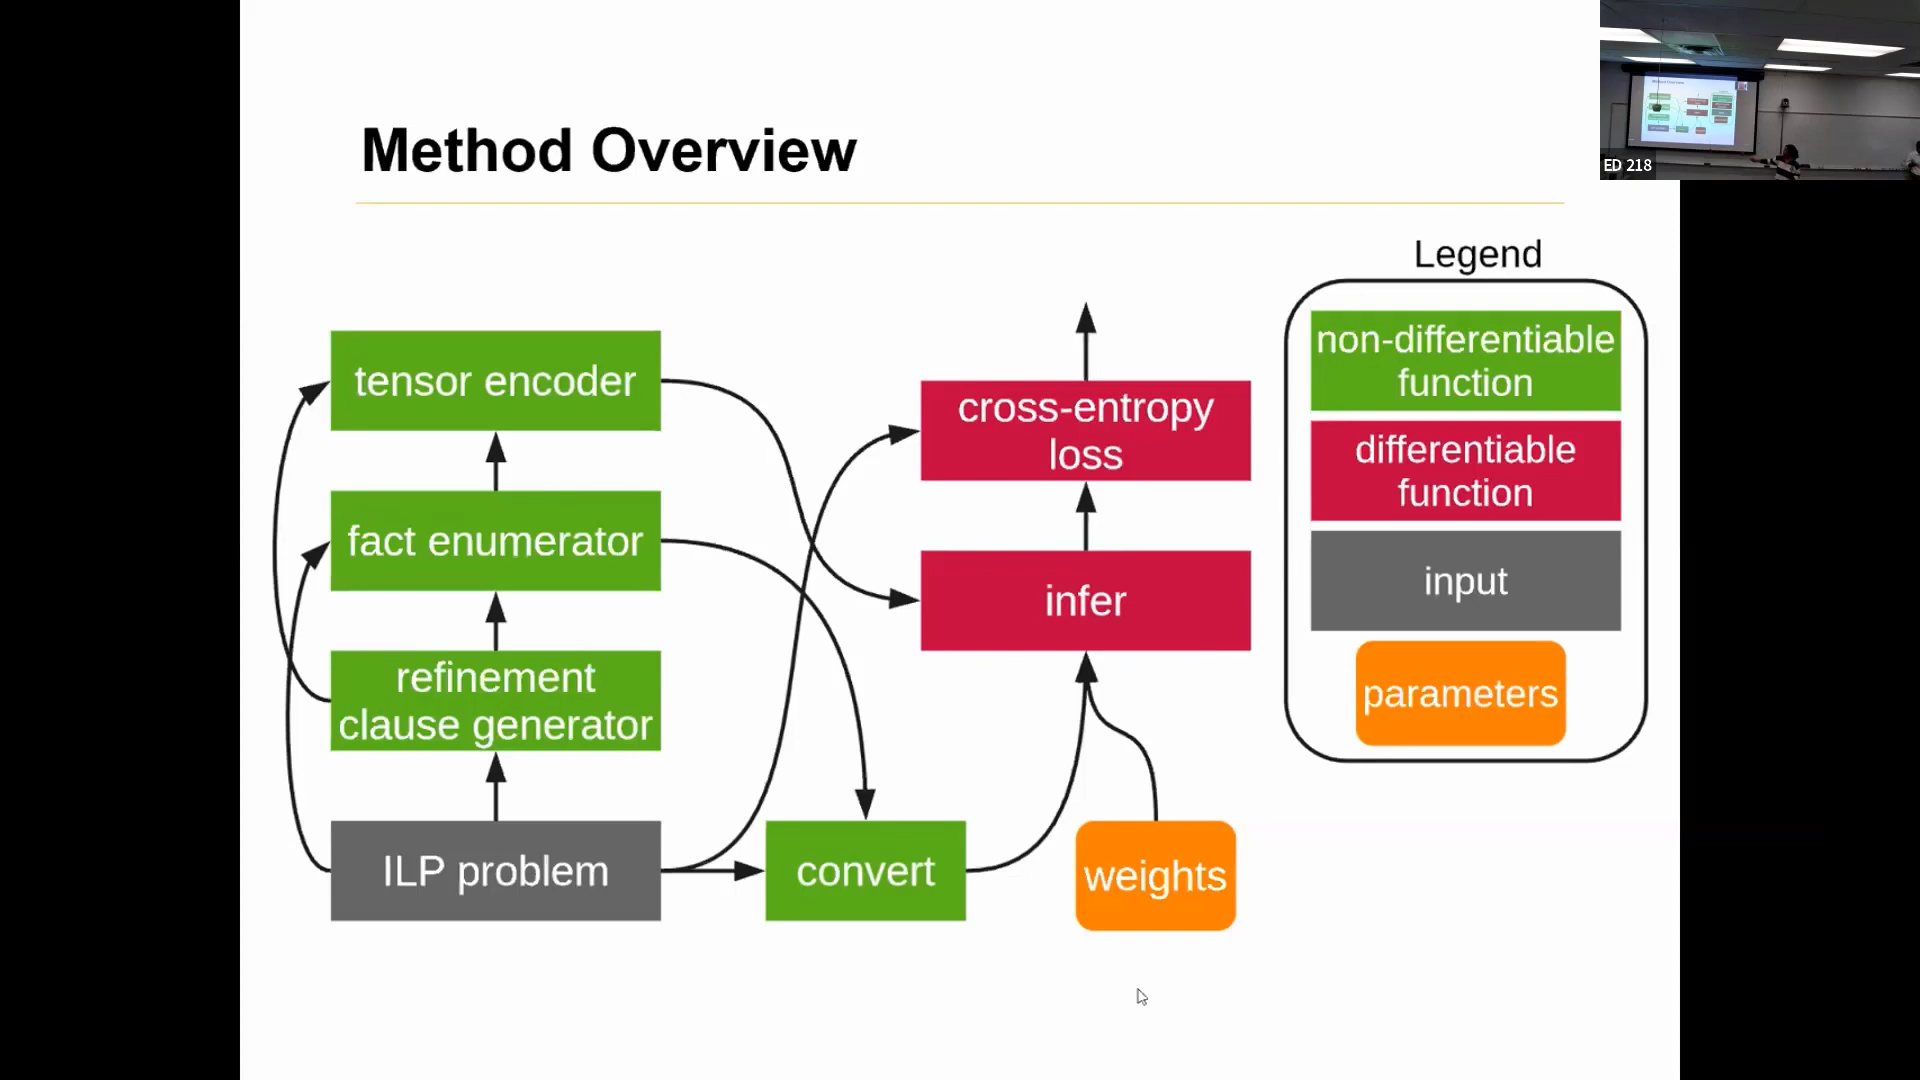 Method Overview
ED 218
Legend
non-differentiable
function
differentiable
function
input
parameters
tensor encoder
fact enumerator
refinement
clause generator
ILP problem
convert
cross-entropy
loss
infer
weights